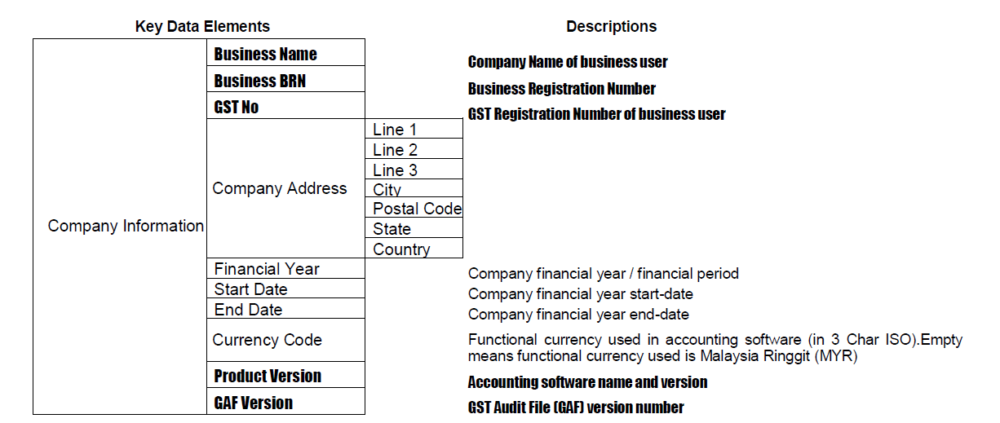 Key Data Elements Descriptions
Business Name Company Name of business user
Business BRN Business Registration Number
GST No GST Registration Number of business user
Line 1
Line 2
Line 3
Company Address City
Postal Code
Company Information State
Country
Financial Year Company financial year / financial period
Start Date Company financial year start-date
End Date Company financial year end-date
Currency Code Functional currency used in accounting software (in 3 Char ISO).Empty
means functional currency used is Malaysia Ringgit (MYR)
Product Version Accounting software name and version
GAF Version GST Audit File (GAF) version number